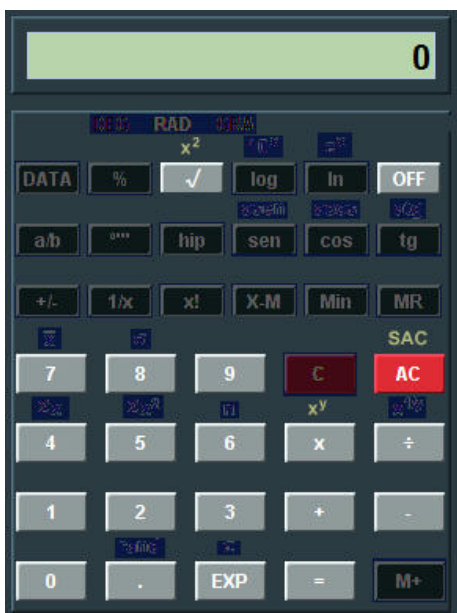 0
RAD
x²
DATA % √ log ln OFF
a/b °'"" hip sen cos tg
+/- 1/x x! X-M Min MR
SAC
7 8 9 C AC
x^y
4 5 6 x ÷
1 2 3 + -
0 . EXP = M+